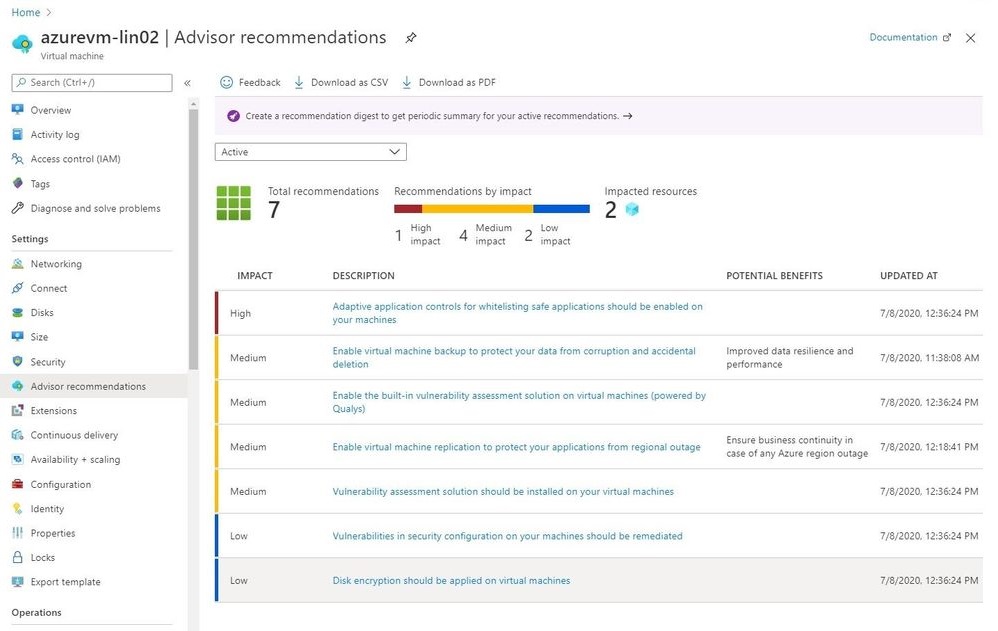 Home >
azurevm-lin02 | Advisor recommendations
Virtual machine
Documentation
Search (Ctrl+/)
«
Overview
Activity log
Access control (IAM)
Tags
Diagnose and solve problems
Settings
Networking
Connect
Disks
Size
Security
Advisor recommendations
Extensions
Continuous delivery
Availability + scaling
Configuration
Identity
Properties
Locks
Export template
Operations
Feedback Download as CSV Download as PDF
Create a recommendation digest to get periodic summary for your active recommendations. →
Active
Total recommendations
7
Recommendations by impact
1 High impact 4 Medium impact 2 Low impact
Impacted resources
2
IMPACT DESCRIPTION POTENTIAL BENEFITS UPDATED AT
High Adaptive application controls for whitelisting safe applications should be enabled on 7/8/2020, 12:36:24 PM
your machines
Medium Enable virtual machine backup to protect your data from corruption and accidental Improved data resilience and 7/8/2020, 11:38:08 AM
deletion performance
Medium Enable the built-in vulnerability assessment solution on virtual machines (powered by 7/8/2020, 12:36:24 PM
Qualys)
Medium Enable virtual machine replication to protect your applications from regional outage Ensure business continuity in 7/8/2020, 12:18:41 PM
case of any Azure region outage
Medium Vulnerability assessment solution should be installed on your virtual machines 7/8/2020, 12:36:24 PM
Low Vulnerabilities in security configuration on your machines should be remediated 7/8/2020, 12:36:24 PM
Low Disk encryption should be applied on virtual machines 7/8/2020, 12:36:24 PM